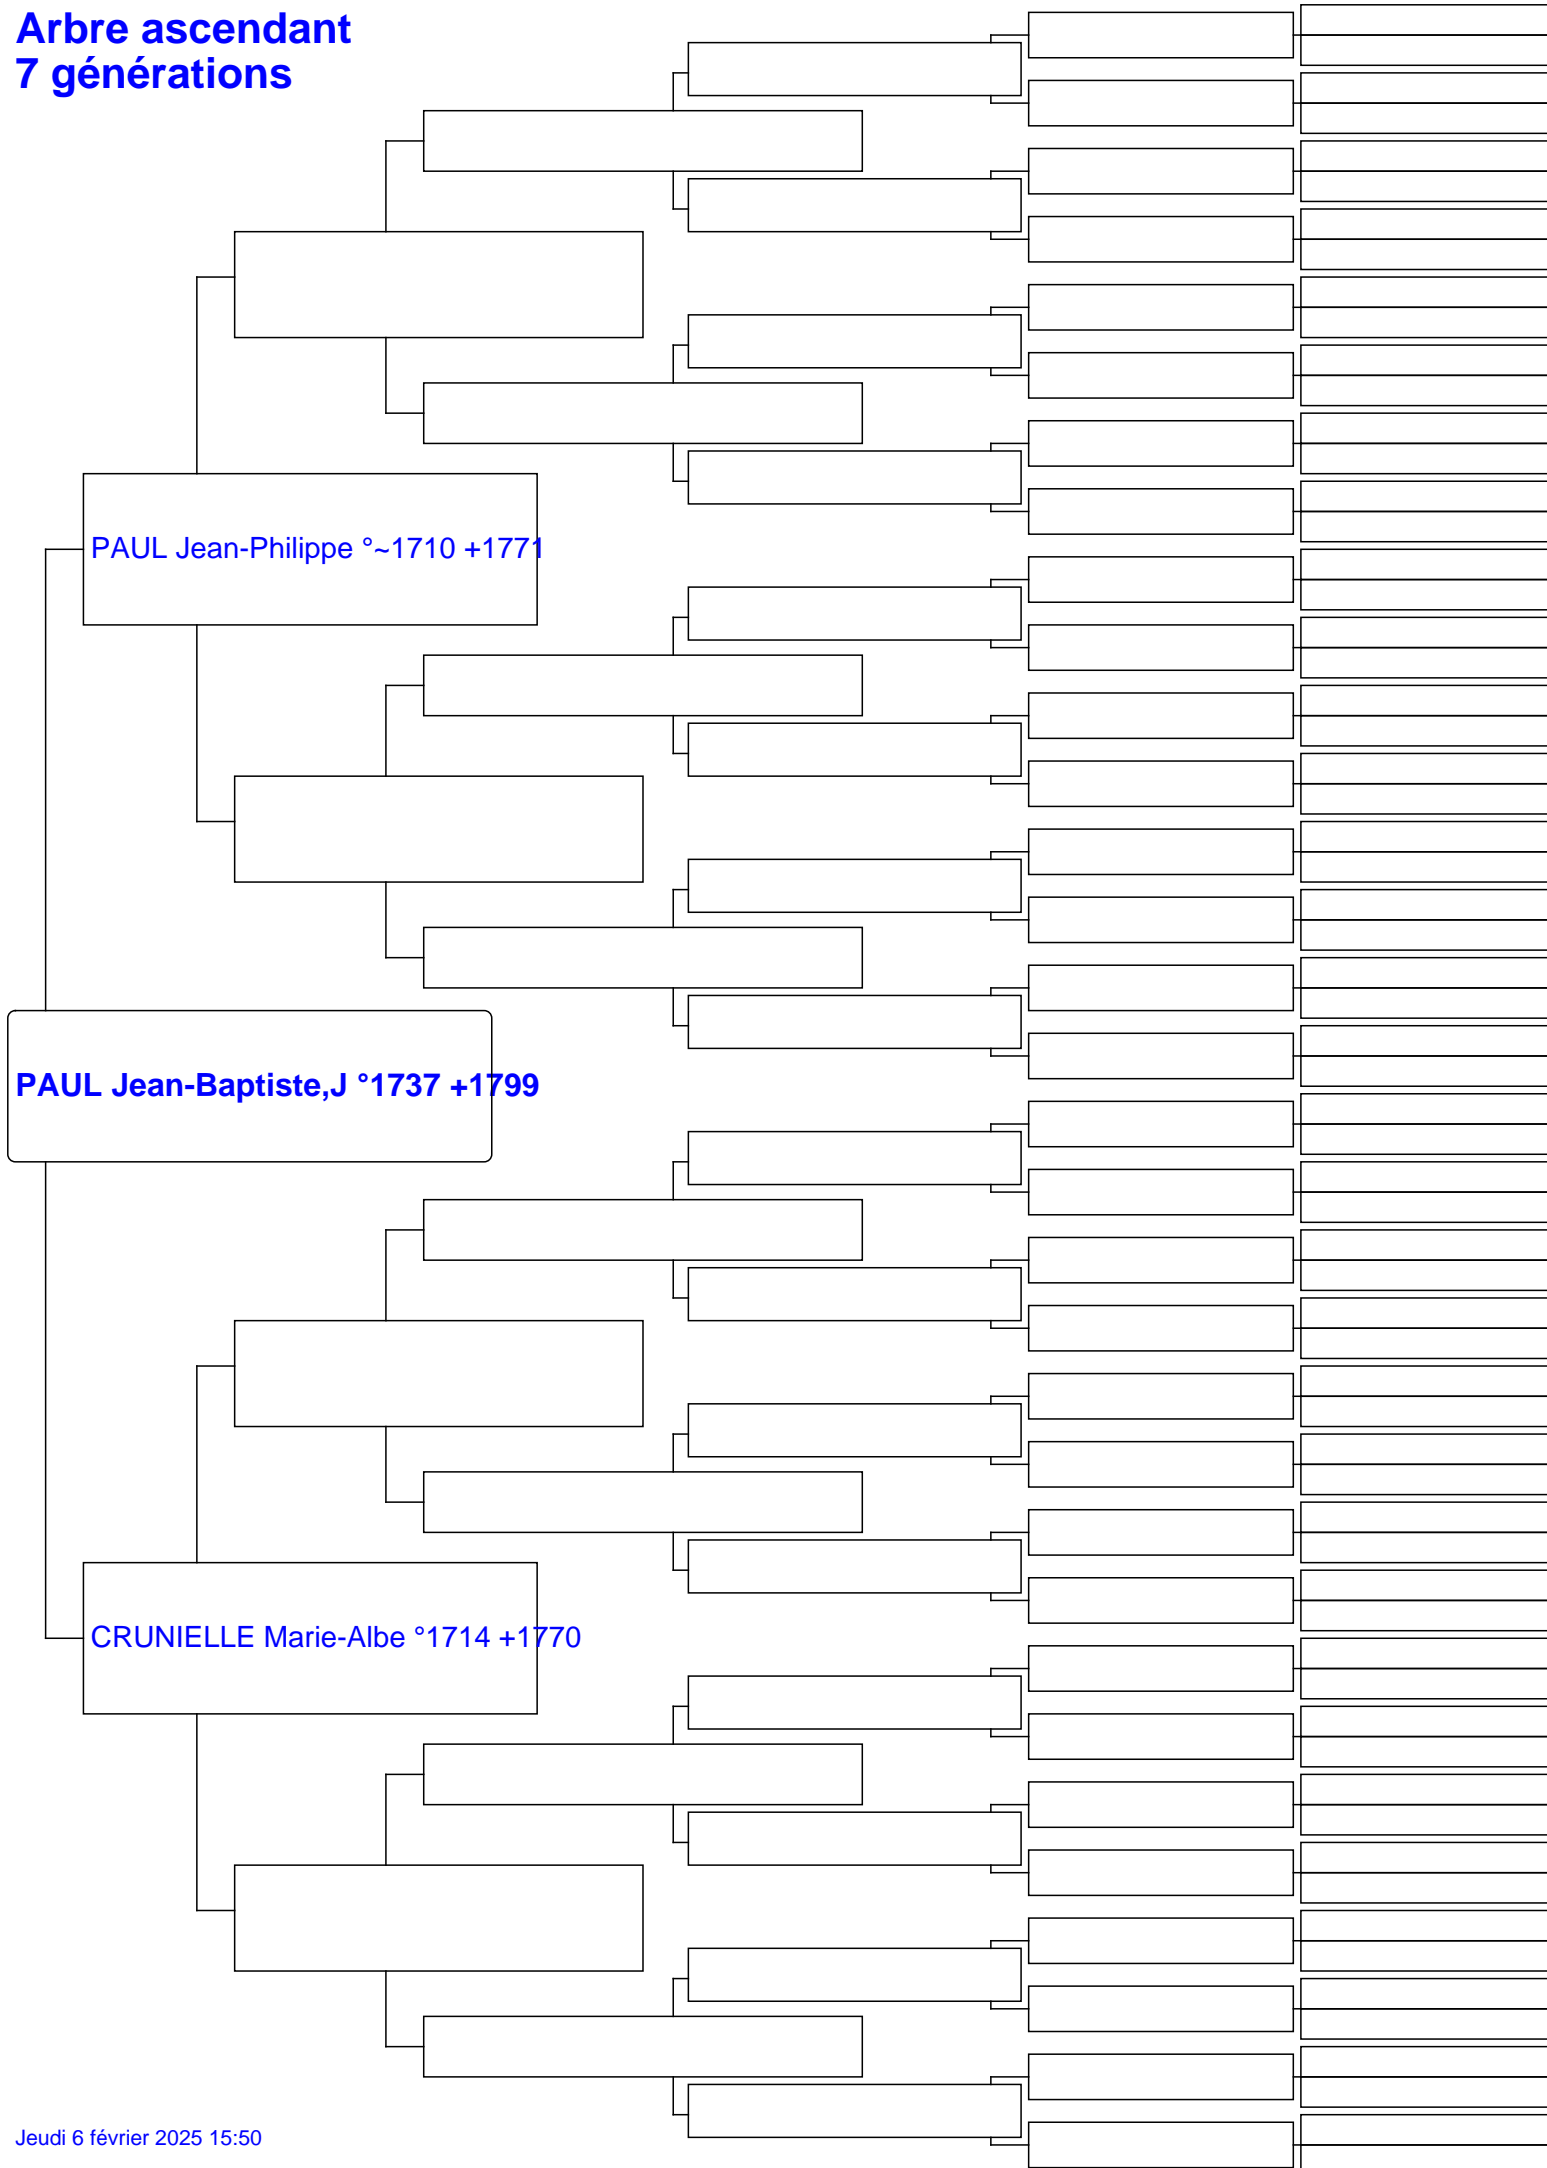 Arbre ascendant
7 générations
PAUL Jean-Philippe °~1710 +1771
PAUL Jean-Baptiste,J °1737 +1799
CRUNIELLE Marie-Albe °1714 +1770
Jeudi 6 février 2025 15:50